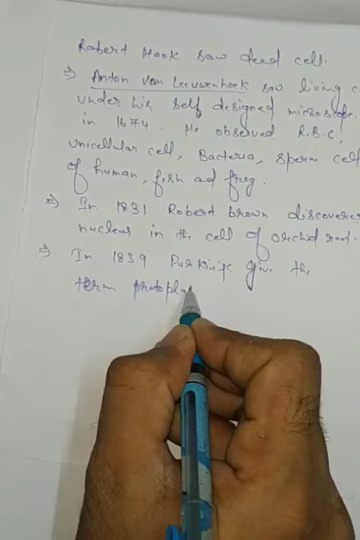 Robert Hook saw dead cell.
⇒ Anton van Leeuwenhoek saw living c
under his self designed microscope.
in 1674. He observed R.B.C,
unicellular cell, Bacteria, sperm cell
of human, fish ad frog.
⇒ In 1831 Robert brown discovere
nucleus in the cell of orchid root.
⇒ In 1839 Purkinje give the
term protopla